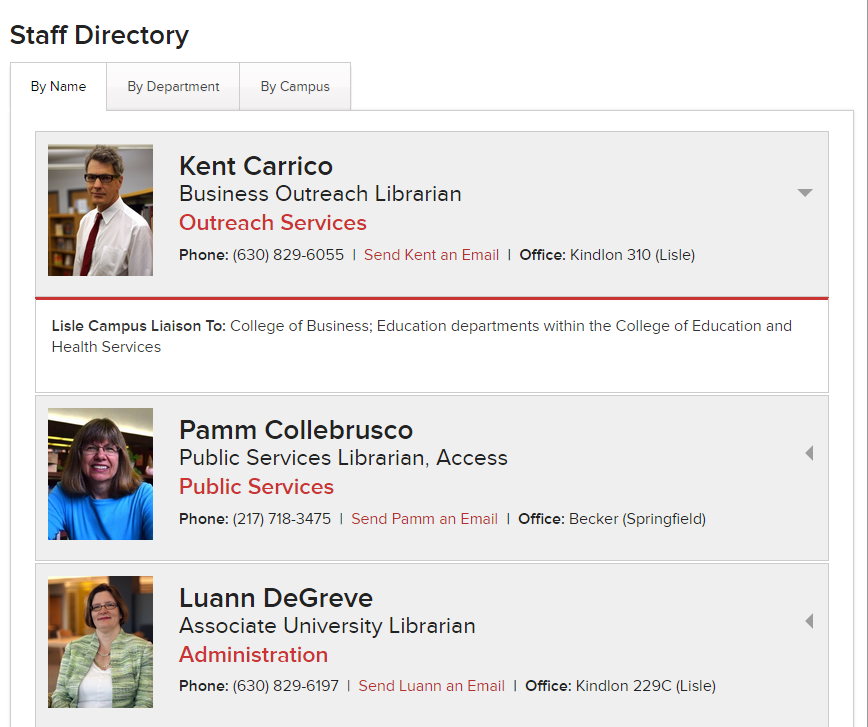 Staff Directory
By Name
By Department
By Campus
Kent Carrico
Business Outreach Librarian
Outreach Services
Phone: (630) 829-6055 | Send Kent an Email | Office: Kindlon 310 (Lisle)
Lisle Campus Liaison To: College of Business; Education departments within the College of Education and
Health Services
Pamm Collebrusco
Public Services Librarian, Access
Public Services
Phone: (217) 718-3475 | Send Pamm an Email | Office: Becker (Springfield)
Luann DeGreve
Associate University Librarian
Administration
Phone: (630) 829-6197 | Send Luann an Email | Office: Kindlon 229C (Lisle)